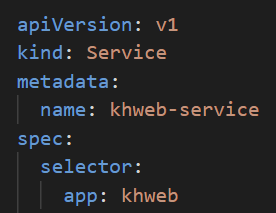 apiVersion: v1
kind: Service
metadata:
  name: khweb-service
spec:
  selector:
    app: khweb